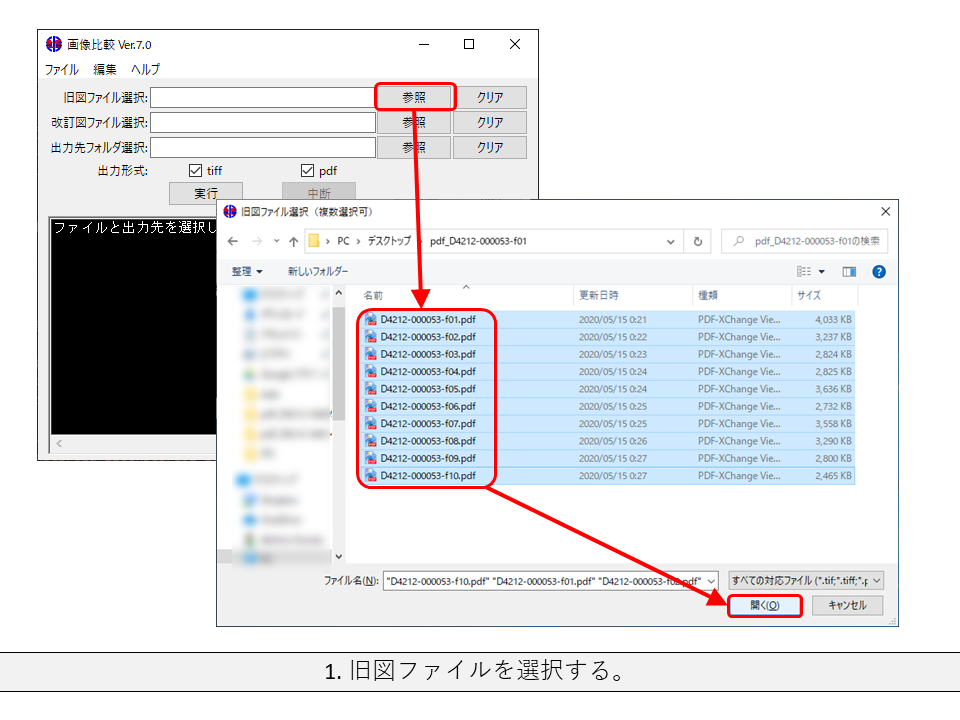 画像比較 Ver.7.0
ファイル 編集 ヘルプ
旧図ファイル選択: 参照 クリア
改訂図ファイル選択: 参照 クリア
出力先フォルダ選択: 参照 クリア
出力形式: tiff pdf
実行 中断
ファイルと出力先を選択し
旧図ファイル選択（複数選択可）
PC › デスクトップ › pdf_D4212-000053-f01
pdf_D4212-000053-f01の検索
整理 新しいフォルダー
名前 更新日時 種類 サイズ
D4212-000053-f01.pdf 2020/05/15 0:21 PDF-XChange Vie... 4,033 KB
D4212-000053-f02.pdf 2020/05/15 0:22 PDF-XChange Vie... 3,237 KB
D4212-000053-f03.pdf 2020/05/15 0:23 PDF-XChange Vie... 2,824 KB
D4212-000053-f04.pdf 2020/05/15 0:24 PDF-XChange Vie... 2,825 KB
D4212-000053-f05.pdf 2020/05/15 0:24 PDF-XChange Vie... 3,636 KB
D4212-000053-f06.pdf 2020/05/15 0:25 PDF-XChange Vie... 2,732 KB
D4212-000053-f07.pdf 2020/05/15 0:25 PDF-XChange Vie... 3,558 KB
D4212-000053-f08.pdf 2020/05/15 0:26 PDF-XChange Vie... 3,290 KB
D4212-000053-f09.pdf 2020/05/15 0:27 PDF-XChange Vie... 2,800 KB
D4212-000053-f10.pdf 2020/05/15 0:27 PDF-XChange Vie... 2,465 KB
ファイル名(N): "D4212-000053-f10.pdf" "D4212-000053-f01.pdf" "D4212-000053-f02.pdf" すべての対応ファイル (*.tif;*.tiff;*.p
開く(O) キャンセル
1. 旧図ファイルを選択する。